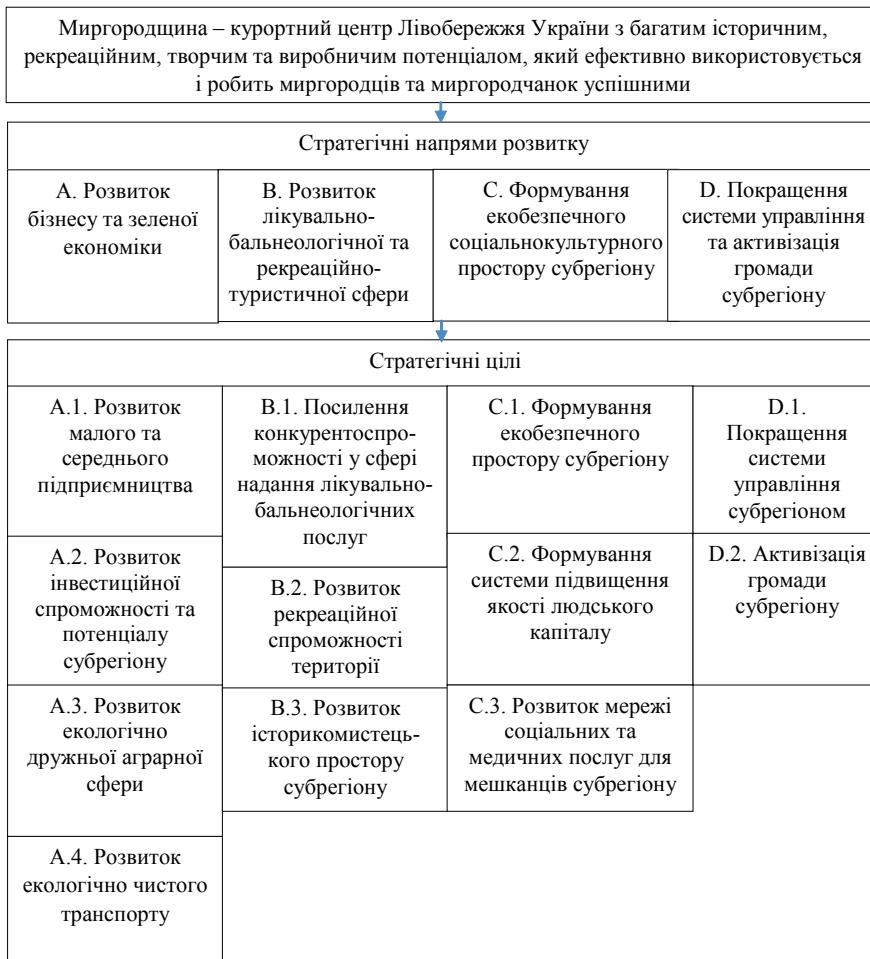 Миргородщина – курортний центр Лівобережжя України з багатим історичним,
рекреаційним, творчим та виробничим потенціалом, який ефективно використовується
і робить миргородців та миргородчанок успішними
Стратегічні напрями розвитку
А. Розвиток
бізнесу та зеленої
економіки
В. Розвиток
лікувально-
бальнеологічної та
рекреаційно-
туристичної сфери
С. Формування
екобезпечного
соціальнокультурного
простору субрегіону
D. Покращення
системи управління
та активізація
громади
субрегіону
Стратегічні цілі
А.1. Розвиток
малого та
середнього
підприємництва
А.2. Розвиток
інвестиційної
спроможності та
потенціалу
субрегіону
А.3. Розвиток
екологічно
дружньої аграрної
сфери
А.4. Розвиток
екологічно чистого
транспорту
В.1. Посилення
конкурентоспро-
можності у сфері
надання лікувально-
бальнеологічних
послуг
В.2. Розвиток
рекреаційної
спроможності
території
В.3. Розвиток
історикомистець-
кого простору
субрегіону
С.1. Формування
екобезпечного
простору субрегіону
С.2. Формування
системи підвищення
якості людського
капіталу
С.3. Розвиток мережі
соціальних та
медичних послуг для
мешканців субрегіону
D.1.
Покращення
системи
управління
субрегіоном
D.2. Активізація
громади
субрегіону